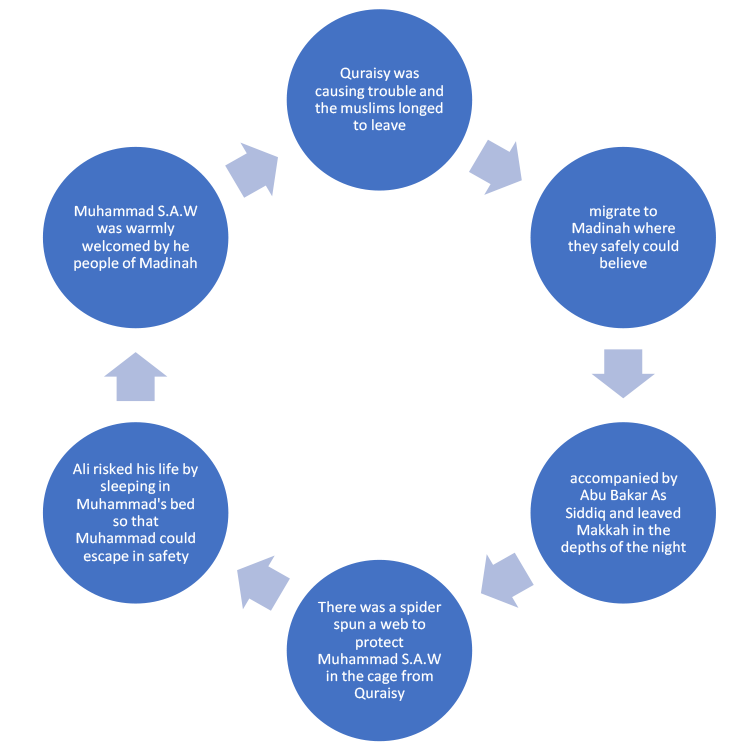 Quraisy was
causing trouble and
the muslims longed
to leave
migrate to
Madinah where
they safely could
believe
accompanied by
Abu Bakar As
Siddiq and leaved
Makkah in the
depths of the night
There was a spider
spun a web to
protect
Muhammad S.A.W
in the cage from
Quraisy
Ali risked his life by
sleeping in
Muhammad's bed
so that
Muhammad could
escape in safety
Muhammad S.A.W
was warmly
welcomed by he
people of Madinah